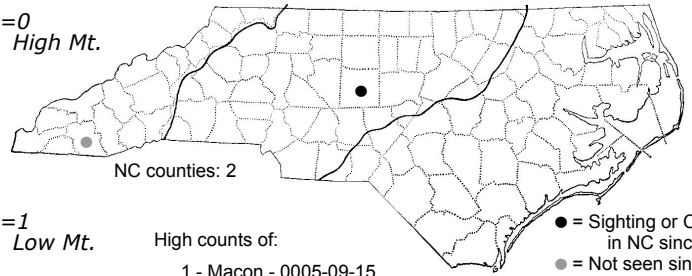 =0
High Mt.
NC counties: 2
=1
Low Mt.
High counts of:
1 - Macon - 0005-09-15
● = Sighting or C
in NC sinc
● = Not seen sin